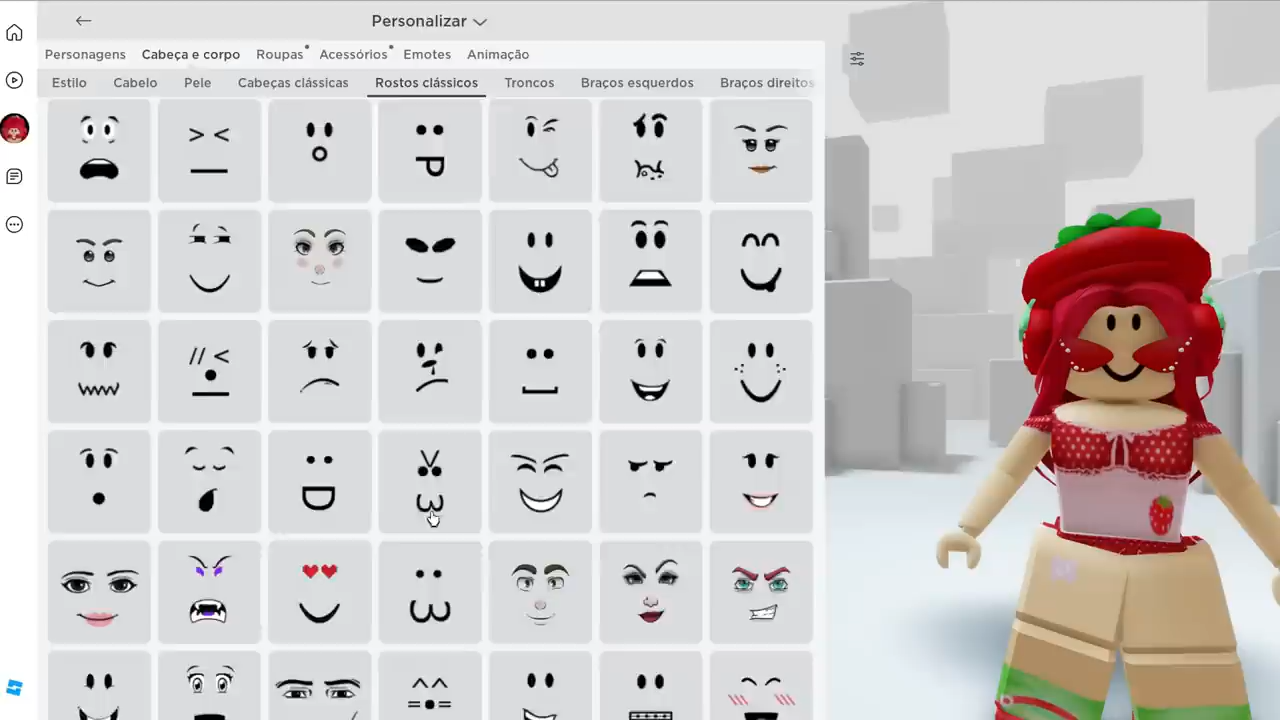 Personalizar
Personagens Cabeça e corpo Roupas Acessórios Emotes Animação
Estilo Cabelo Pele Cabeças clássicas Rostos clássicos Troncos Braços esquerdos Braços direitos